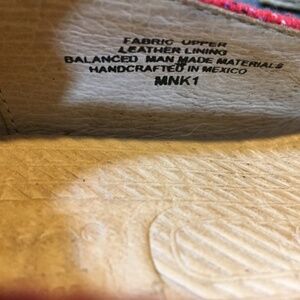 FABRIC UPPER
LEATHER LINING
BALANCED MAN MADE MATERIALS
HANDCRAFTED IN MEXICO
MNK1